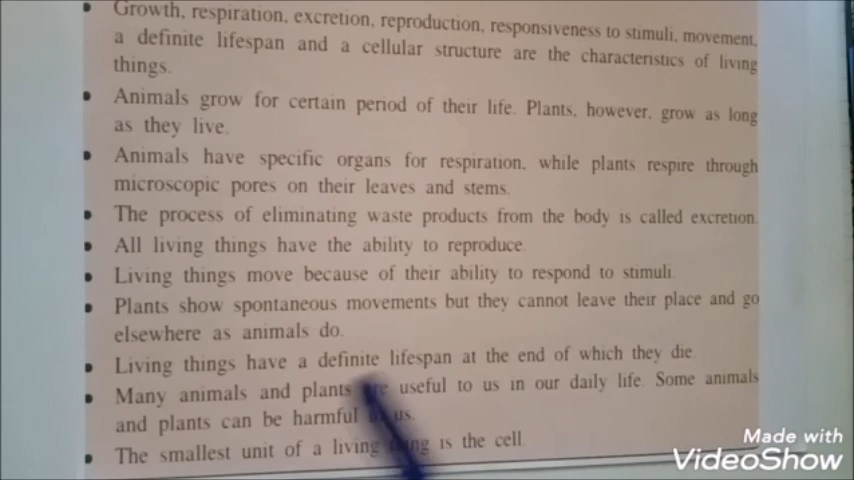 • Growth, respiration, excretion, reproduction, responsiveness to stimuli, movement,
a definite lifespan and a cellular structure are the characteristics of living
things.
• Animals grow for certain period of their life. Plants, however, grow as long
as they live.
• Animals have specific organs for respiration, while plants respire through
microscopic pores on their leaves and stems.
• The process of eliminating waste products from the body is called excretion.
• All living things have the ability to reproduce.
• Living things move because of their ability to respond to stimuli.
• Plants show spontaneous movements but they cannot leave their place and go
elsewhere as animals do.
• Living things have a definite lifespan at the end of which they die.
• Many animals and plants are useful to us in our daily life. Some animals
and plants can be harmful to us.
• The smallest unit of a living thing is the cell.
Made with
VideoShow